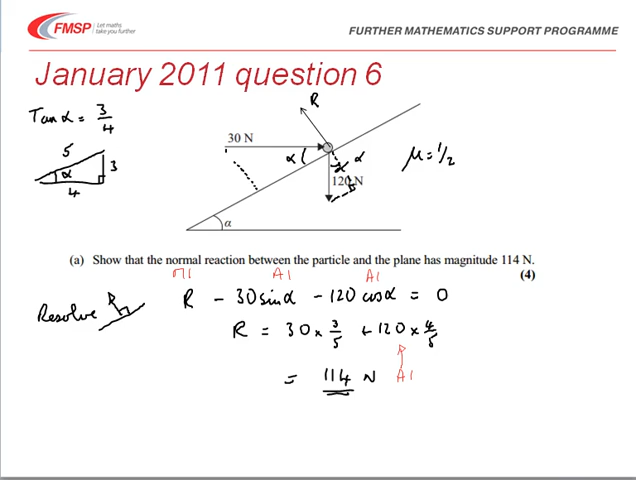 FMSP Let maths take you further
FURTHER MATHEMATICS SUPPORT PROGRAMME
January 2011 question 6
Tan α = 3/4
5
3
α
4
R
30 N
α
α
120 N
α
μ = 1/2
(a) Show that the normal reaction between the particle and the plane has magnitude 114 N.
(4)
M1 A1 A1
Resolve R
R - 30 sinα - 120 cosα = 0
R = 30 × 3/5 + 120 × 4/5
= 114 N A1